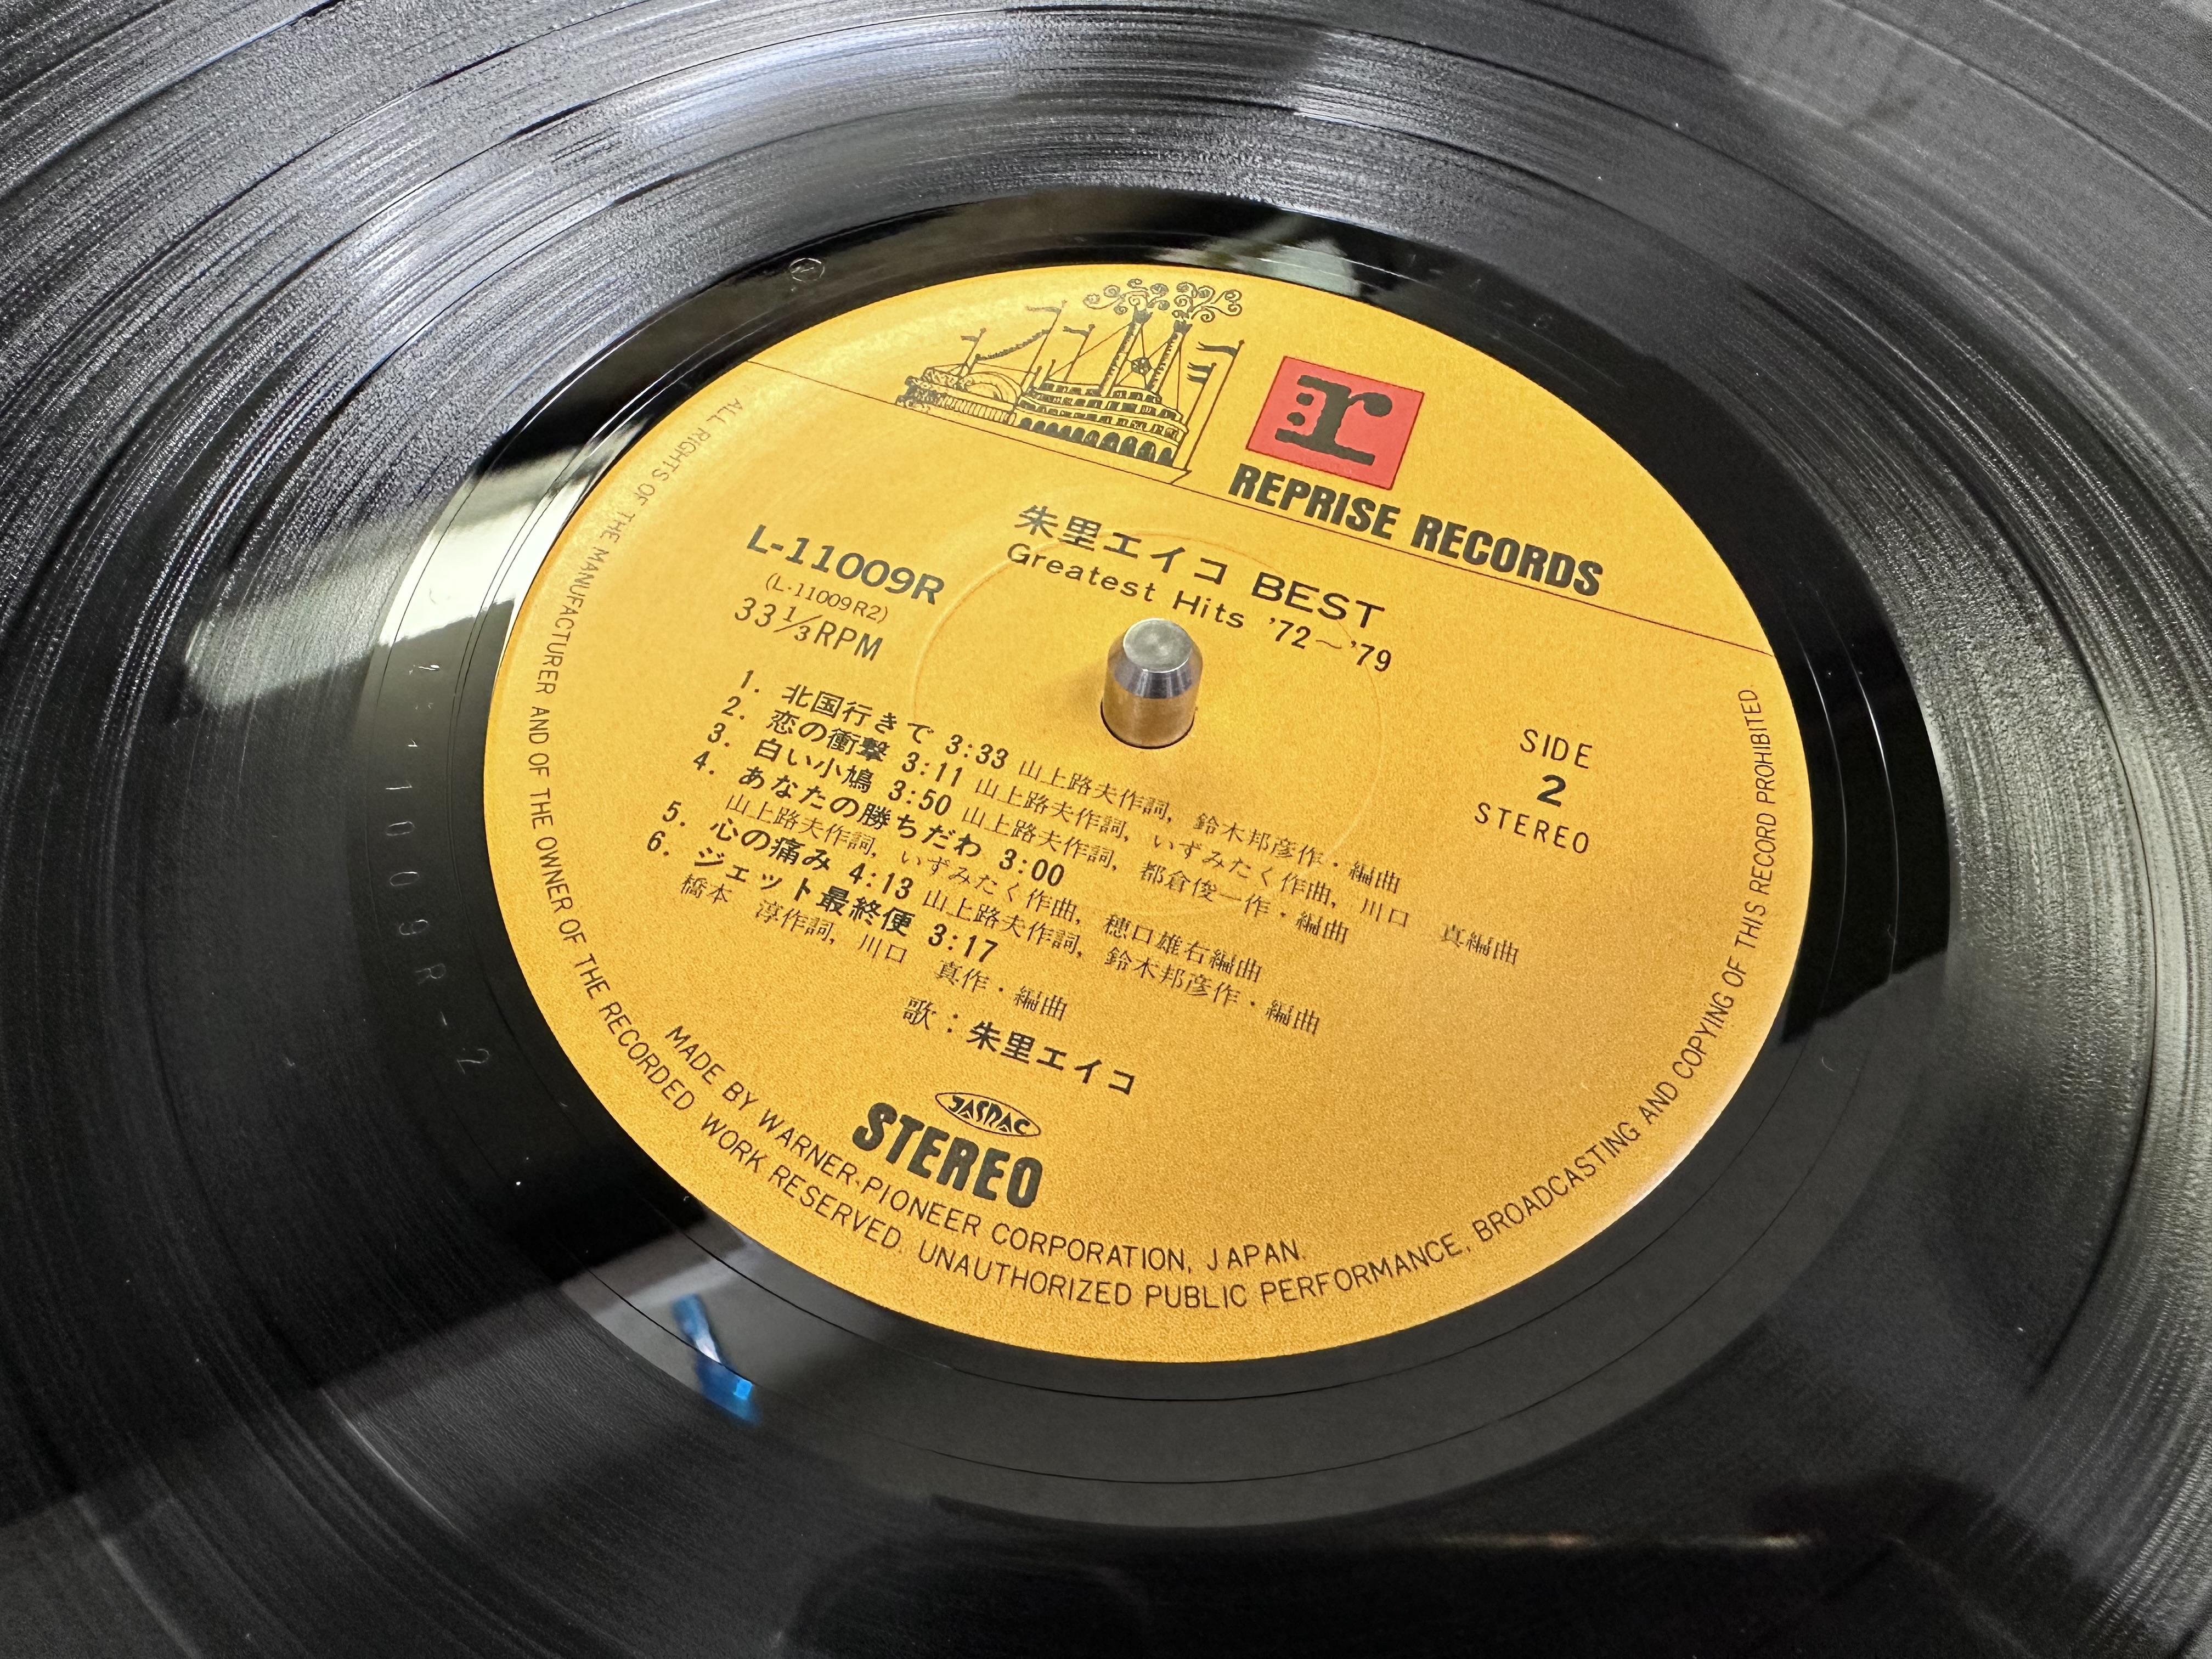 r
REPRISE RECORDS
朱里エイコ BEST
Greatest Hits '72～'79
L-11009R
(L-11009R2)
33 1/3 RPM
SIDE
2
STEREO
1. 北国行きで 3:33 山上路夫作詞, 鈴木邦彦作・編曲
2. 恋の衝撃 3:11 山上路夫作詞, いずみたく作曲, 川口 真編曲
3. 白い小鳩 3:50 山上路夫作詞, 都倉俊一作・編曲
4. あなたの勝ちだわ 3:00
山上路夫作詞, いずみたく作曲, 穂口雄右編曲
5. 心の痛み 4:13 山上路夫作詞, 鈴木邦彦作・編曲
6. ジェット最終便 3:17
橋本 淳作詞, 川口 真作・編曲
歌：朱里エイコ
JASRAC
STEREO
MADE BY WARNER-PIONEER CORPORATION, JAPAN.
ALL RIGHTS OF THE MANUFACTURER AND OF THE OWNER OF THE RECORDED WORK RESERVED. UNAUTHORIZED PUBLIC PERFORMANCE, BROADCASTING AND COPYING OF THIS RECORD PROHIBITED.
11009R-2